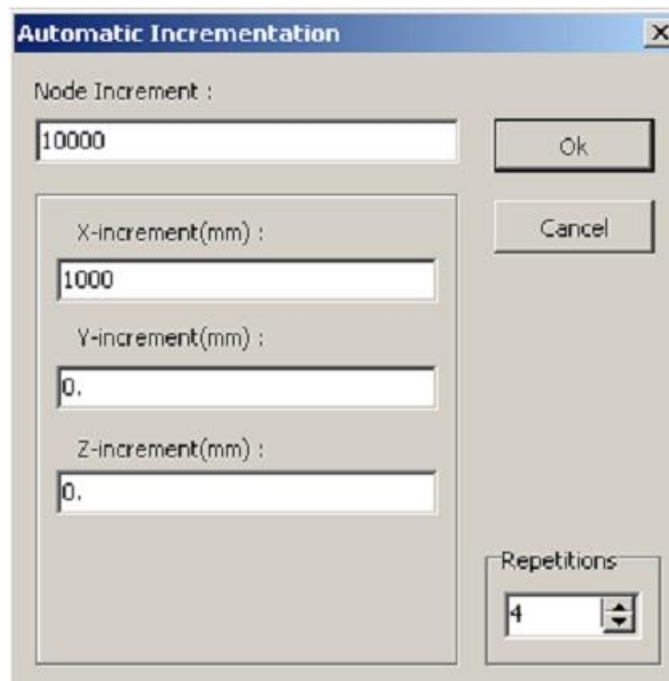 Automatic Incrementation
Node Increment :
10000
Ok
X-increment(mm) :
Cancel
1000
Y-increment(mm) :
0.
Z-increment(mm) :
0.
Repetitions
4